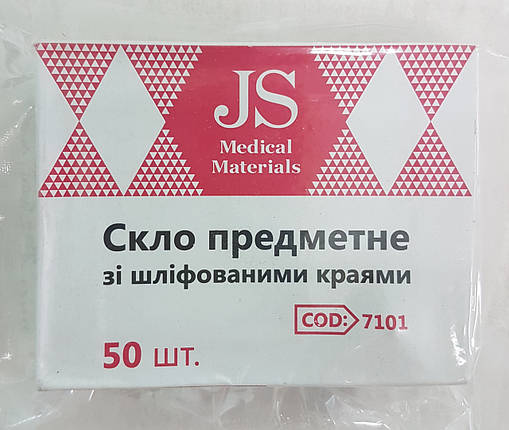 JS
Medical
Materials
Скло предметне
зі шліфованими краями
COD: 7101
50 шт.